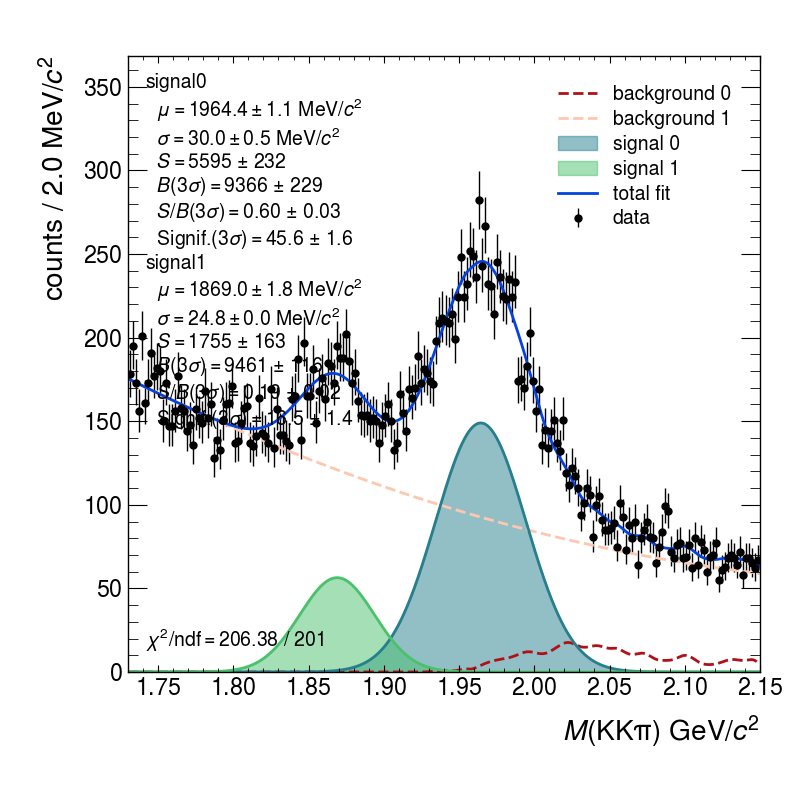 counts / 2.0 MeV/c²
350
300
250
200
150
100
50
0
signal0
μ = 1964.4 ± 1.1 MeV/c²
σ = 30.0 ± 0.5 MeV/c²
S = 5595 ± 232
B(3σ) = 9366 ± 229
S/B(3σ) = 0.60 ± 0.03
Signif.(3σ) = 45.6 ± 1.6
signal1
μ = 1869.0 ± 1.8 MeV/c²
σ = 24.8 ± 0.0 MeV/c²
S = 1755 ± 163
B(3σ) = 9461 ±
S/B(3σ) = 0.19 ±
± 1.4
χ²/ndf = 206.38 / 201
background 0
background 1
signal 0
signal 1
total fit
data
1.75 1.80 1.85 1.90 1.95 2.00 2.05 2.10 2.15
M(KKπ) GeV/c²